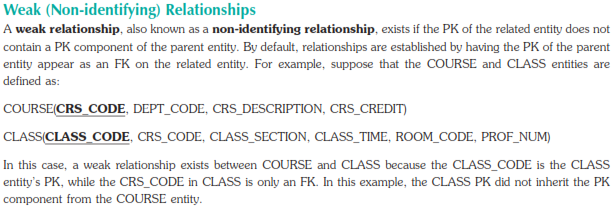 Weak (Non-identifying) Relationships
A weak relationship, also known as a non-identifying relationship, exists if the PK of the related entity does not
contain a PK component of the parent entity. By default, relationships are established by having the PK of the parent
entity appear as an FK on the related entity. For example, suppose that the COURSE and CLASS entities are
defined as:
COURSE(CRS_CODE, DEPT_CODE, CRS_DESCRIPTION, CRS_CREDIT)
CLASS(CLASS_CODE, CRS_CODE, CLASS_SECTION, CLASS_TIME, ROOM_CODE, PROF_NUM)
In this case, a weak relationship exists between COURSE and CLASS because the CLASS_CODE is the CLASS
entity's PK, while the CRS_CODE in CLASS is only an FK. In this example, the CLASS PK did not inherit the PK
component from the COURSE entity.